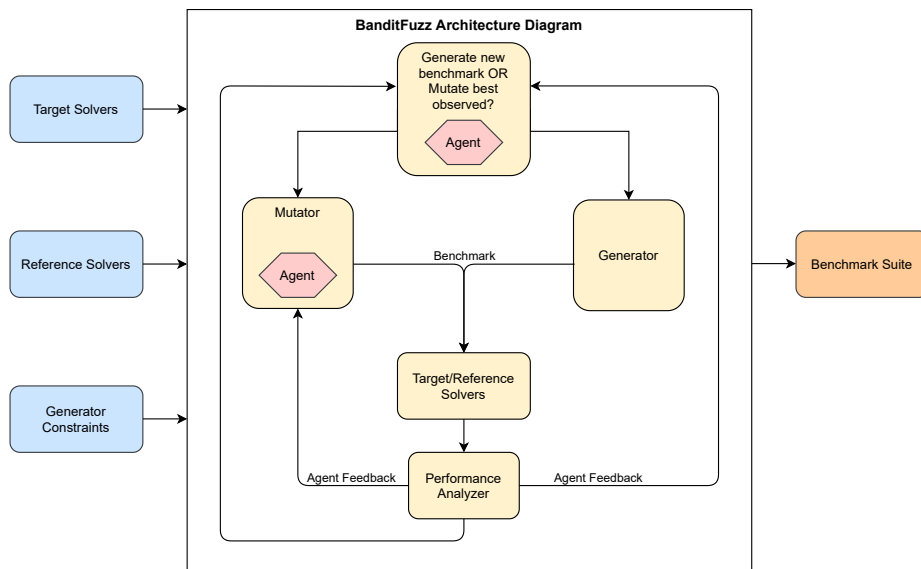 BanditFuzz Architecture Diagram
Generate new
benchmark OR
Mutate best
observed?
Agent
Target Solvers
Mutator
Agent
Benchmark
Generator
Reference Solvers
Benchmark Suite
Target/Reference
Solvers
Generator
Constraints
Agent Feedback
Performance
Analyzer
Agent Feedback